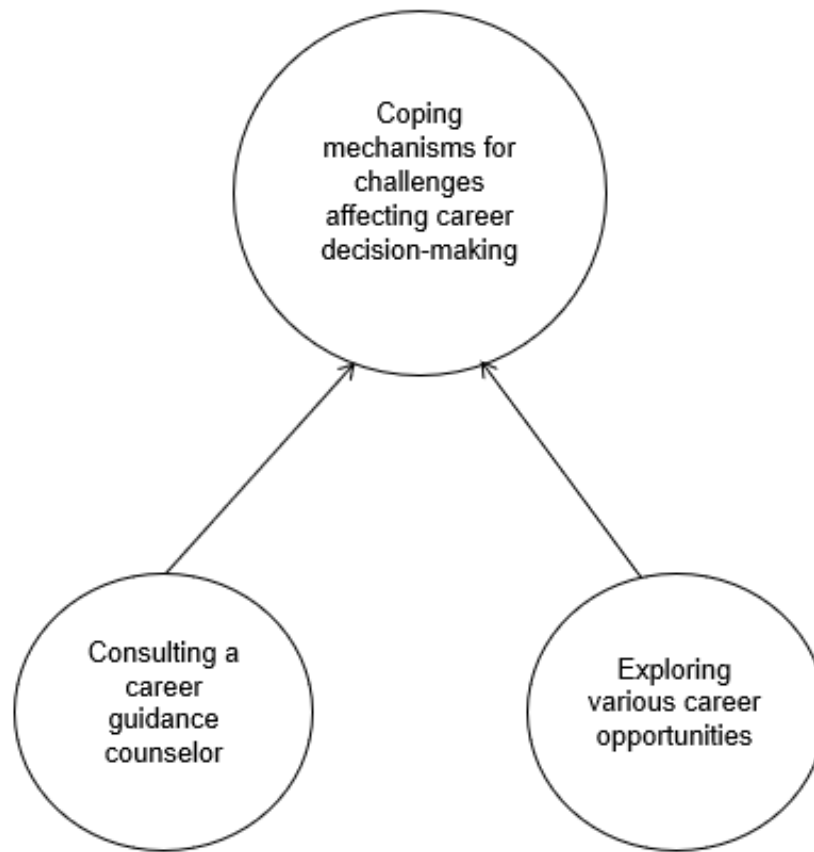 Coping
mechanisms for
challenges
affecting career
decision-making
Consulting a
career
guidance
counselor
Exploring
various career
opportunities